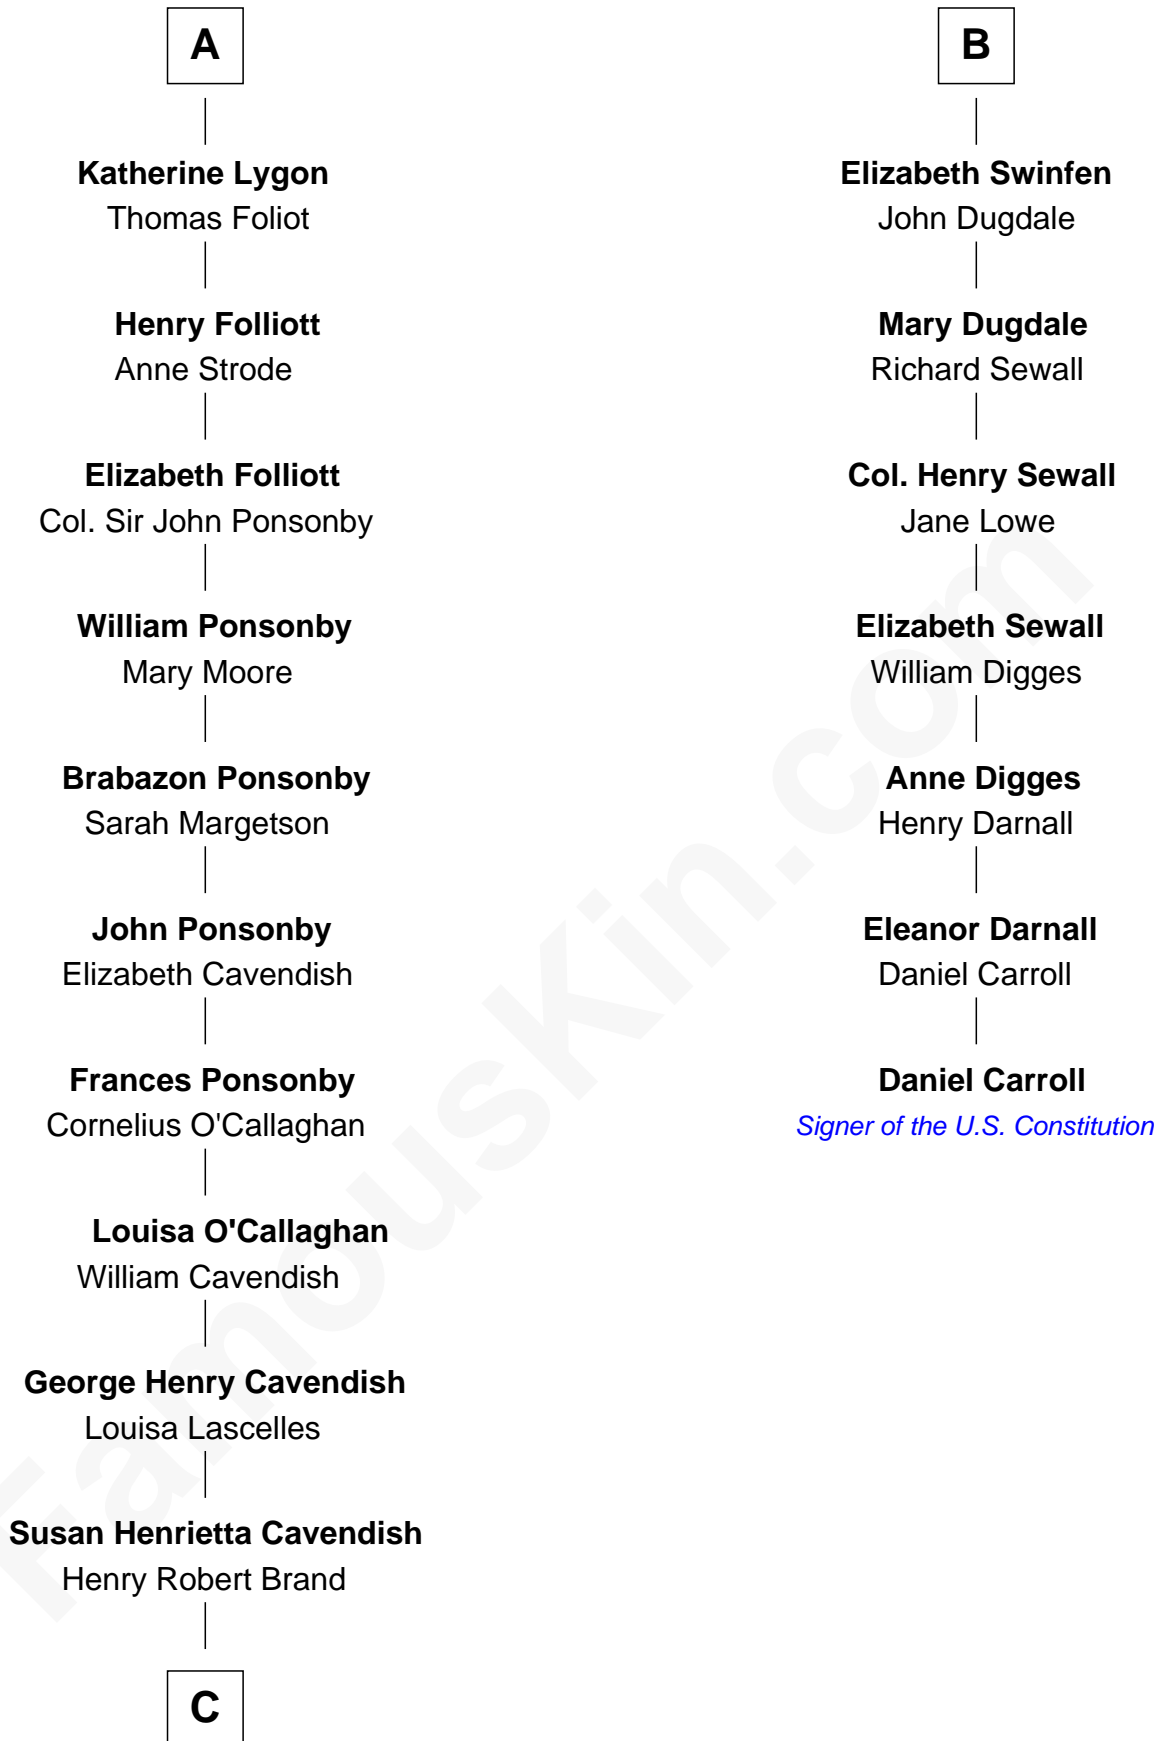 A
Katherine Lygon
Thomas Foliot
Henry Folliott
Anne Strode
Elizabeth Folliott
Col. Sir John Ponsonby
William Ponsonby
Mary Moore
Brabazon Ponsonby
Sarah Margetson
John Ponsonby
Elizabeth Cavendish
Frances Ponsonby
Cornelius O'Callaghan
Louisa O'Callaghan
William Cavendish
George Henry Cavendish
Louisa Lascelles
Susan Henrietta Cavendish
Henry Robert Brand
C
B
Elizabeth Swinfen
John Dugdale
Mary Dugdale
Richard Sewall
Col. Henry Sewall
Jane Lowe
Elizabeth Sewall
William Digges
Anne Digges
Henry Darnall
Eleanor Darnall
Daniel Carroll
Daniel Carroll
Signer of the U.S. Constitution
FamousKin.com